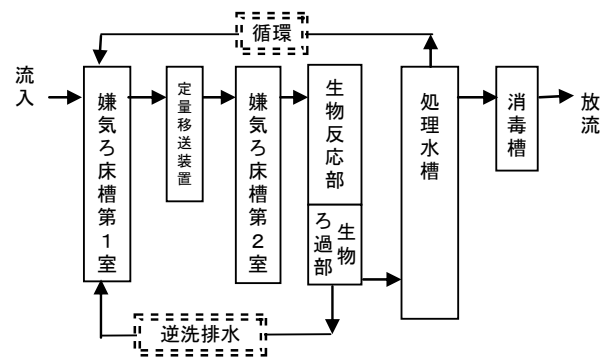 循環
流入
嫌気ろ床槽第1室
定量移送装置
嫌気ろ床槽第2室
生物反応部
生物
ろ過部
処理水槽
消毒槽
放流
逆洗排水